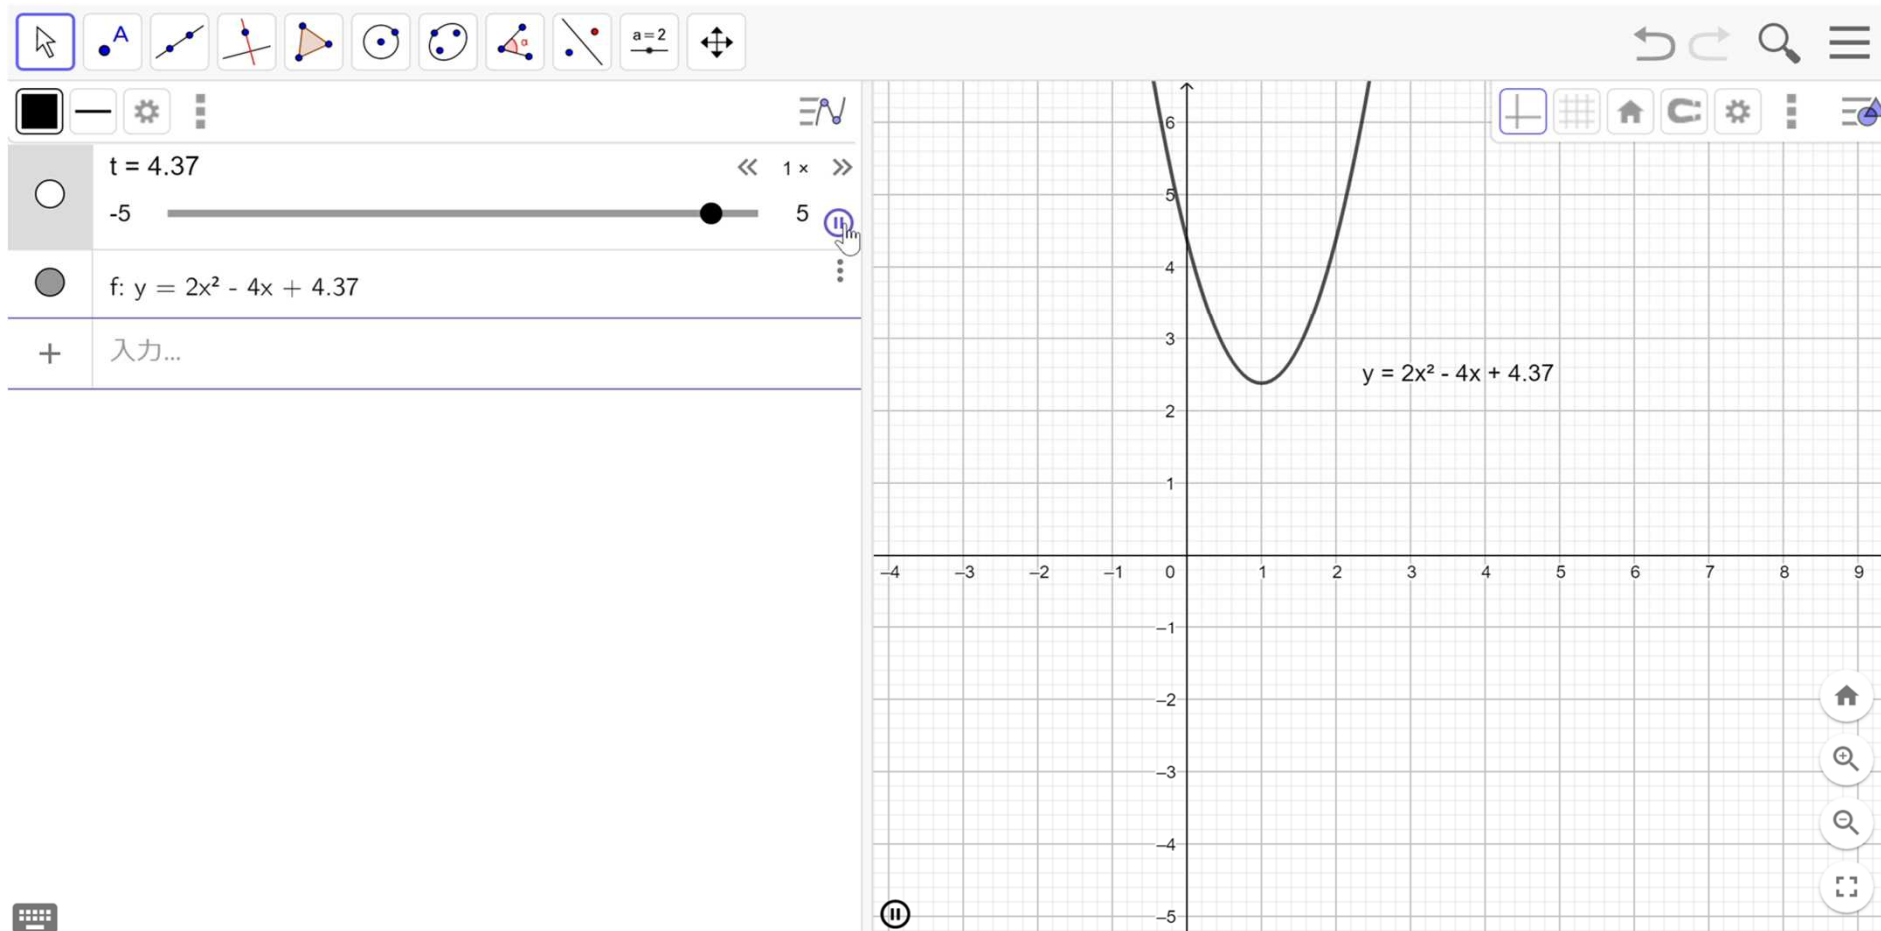 A
α
a = 2
t = 4.37
1 ×
-5
5
f: y = 2x² - 4x + 4.37
+ 入力...
6
5
4
3
2
1
–4 –3 –2 –1 0 1 2 3 4 5 6 7 8 9
–1
–2
–3
–4
–5
y = 2x² - 4x + 4.37